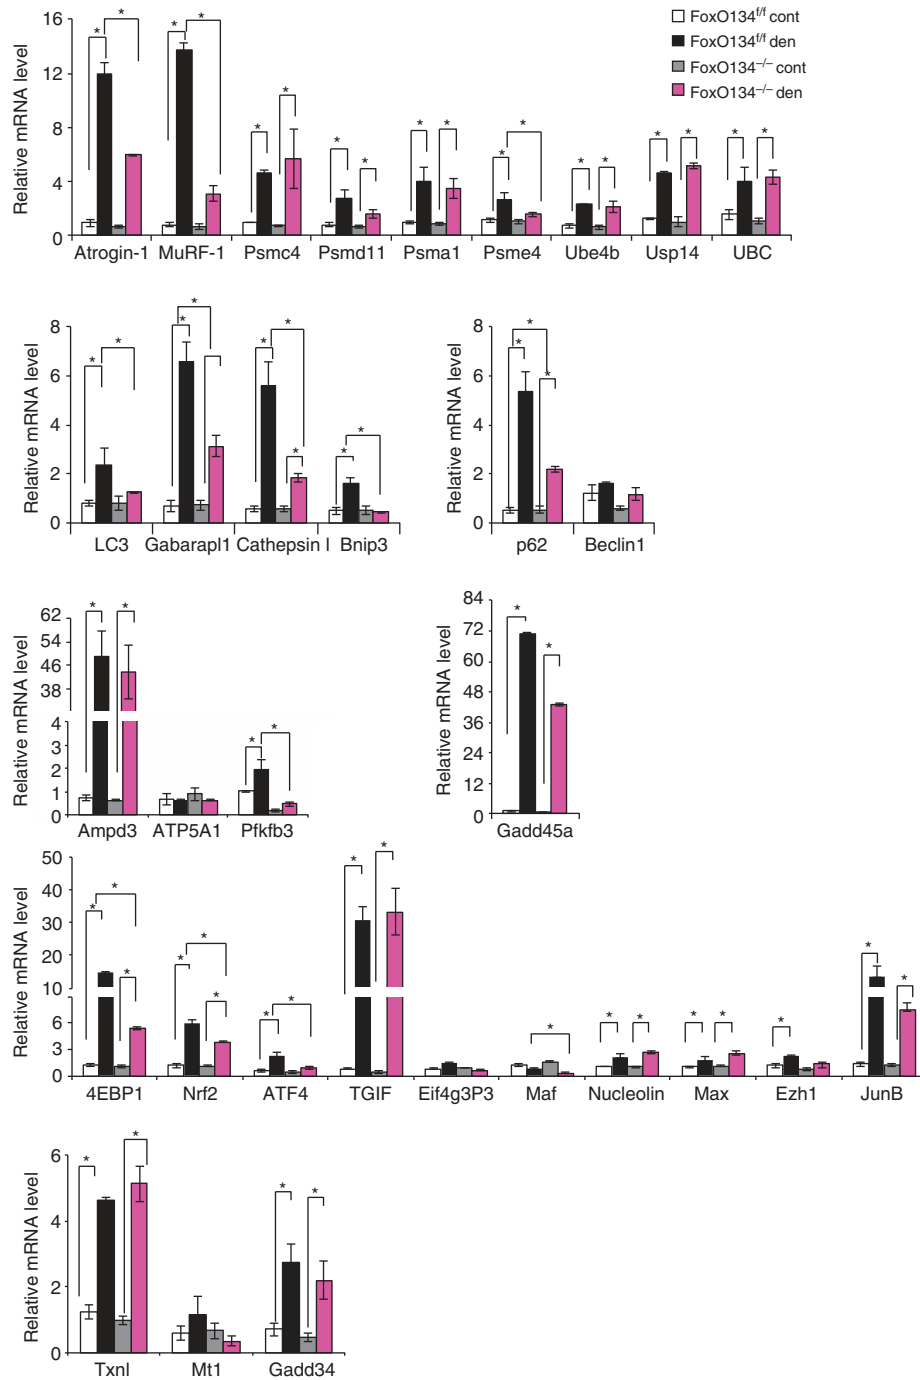 FoxO134f/f cont
FoxO134f/f den
FoxO134–/– cont
FoxO134–/– den
Relative mRNA level
16
12
8
4
0
* * * * * * * * * * * * * * * * * *
Atrogin-1 MuRF-1 Psmc4 Psmd11 Psma1 Psme4 Ube4b Usp14 UBC
Relative mRNA level
8
6
4
2
0
* * * * * * * * *
LC3 Gabarapl1 Cathepsin l Bnip3
Relative mRNA level
8
6
4
2
0
* * *
p62 Beclin1
Relative mRNA level
62
54
46
38
4
3
2
1
0
* * * *
Ampd3 ATP5A1 Pfkfb3
Relative mRNA level
84
72
60
48
36
24
12
0
* *
Gadd45a
Relative mRNA level
50
40
30
20
10
6
3
0
* * * * * * * * * * * * * * * * * *
4EBP1 Nrf2 ATF4 TGIF Eif4g3P3 Maf Nucleolin Max Ezh1 JunB
Relative mRNA level
6
4
2
0
* * * *
Txnl Mt1 Gadd34